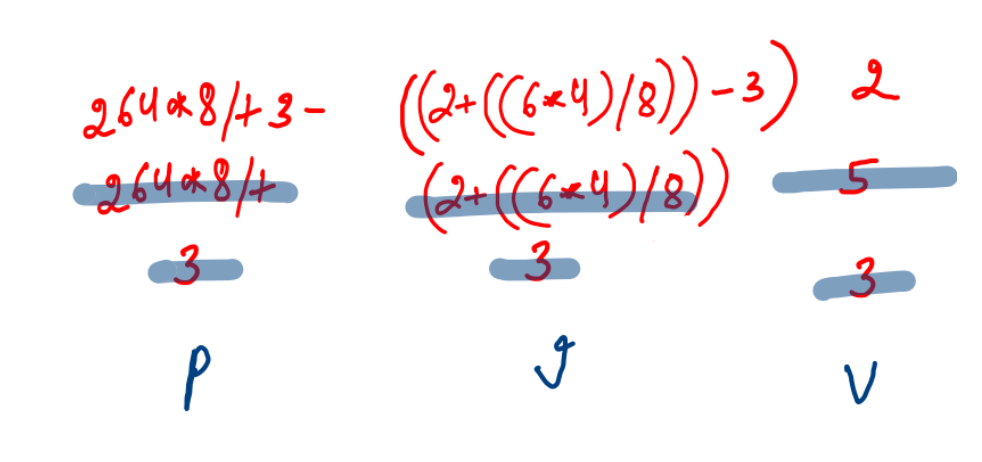 264*8/+3- ((2+((6*4)/8))-3) 2
264*8/+ (2+((6*4)/8)) 5
3 3 3
P I V